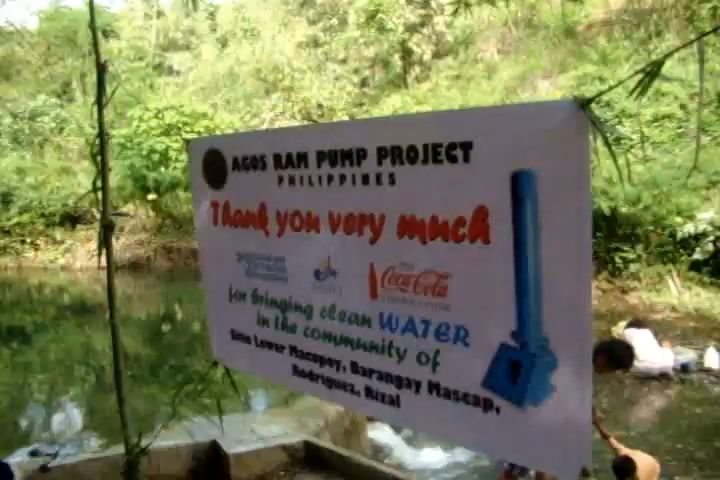 AGOS RAM PUMP PROJECT
PHILIPPINES
Thank you very much
Coca-Cola
for bringing clean WATER
in the community of
Sitio Lower Macopoy, Barangay Mascap,
Rodriguez, Rizal